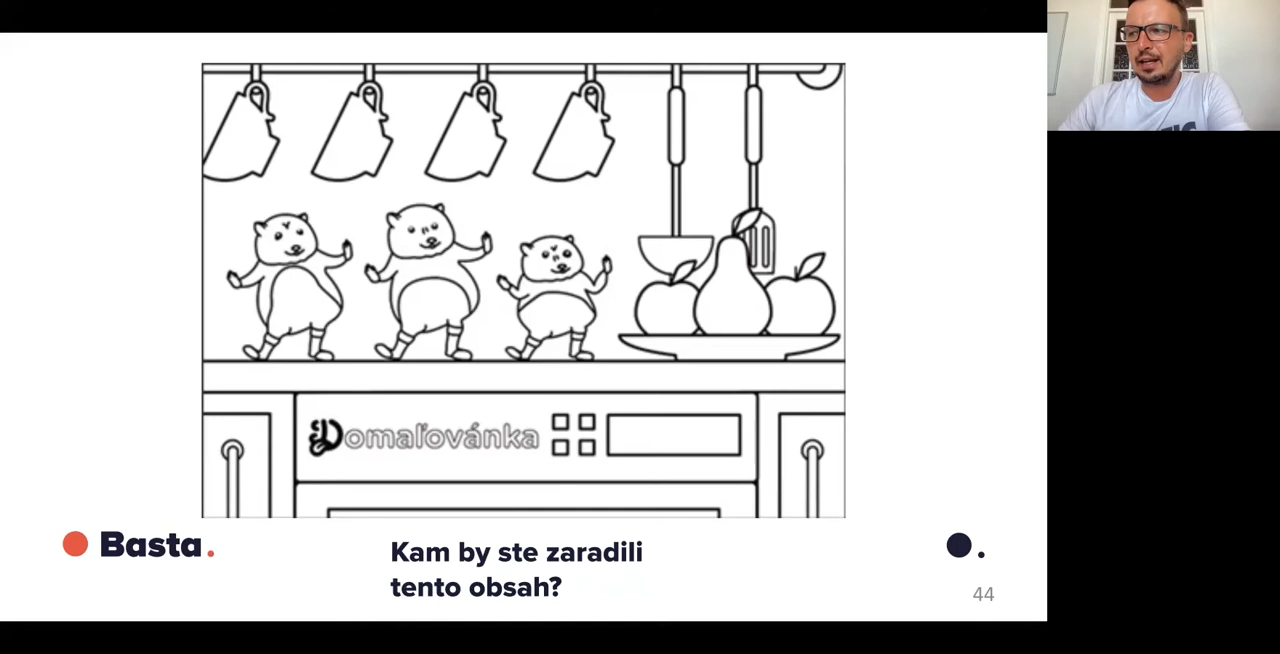 Domaľovánka
Basta.
Kam by ste zaradili
tento obsah?
44